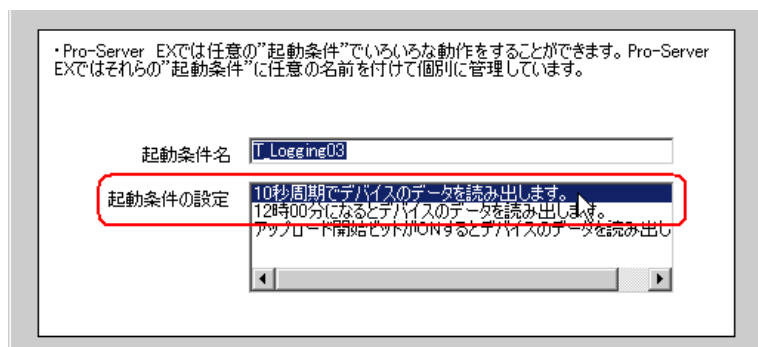 ・Pro-Server EXでは任意の"起動条件"でいろいろな動作をすることができます。Pro-Server
EXではそれらの"起動条件"に任意の名前を付けて個別に管理しています。
起動条件名 T_Logging03
起動条件の設定 10秒周期でデバイスのデータを読み出します。
12時00分になるとデバイスのデータを読み出します。
アップロード開始ビットがONするとデバイスのデータを読み出し